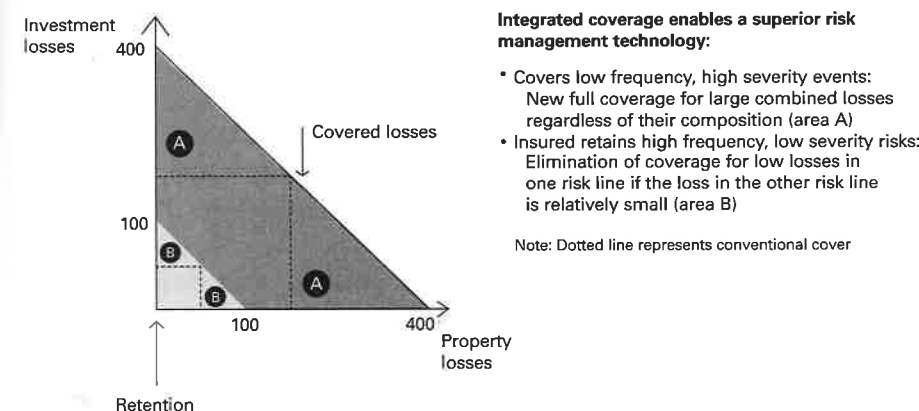 Investment
losses
400
A
Covered losses
100
B
B
A
100
400
Property
losses
Retention
Integrated coverage enables a superior risk
management technology:
• Covers low frequency, high severity events:
New full coverage for large combined losses
regardless of their composition (area A)
• Insured retains high frequency, low severity risks:
Elimination of coverage for low losses in
one risk line if the loss in the other risk line
is relatively small (area B)
Note: Dotted line represents conventional cover